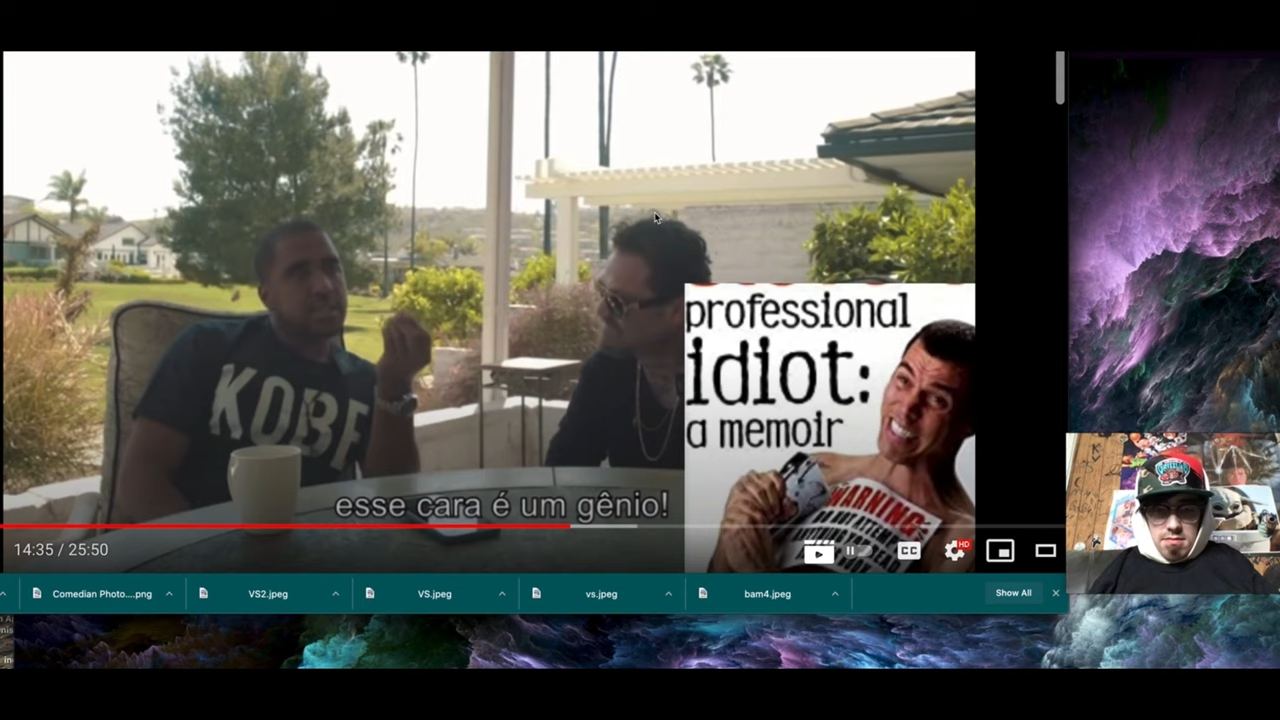 KOBE
professional
idiot:
a memoir
WARNING:
esse cara é um gênio!
14:35 / 25:50
CC
HD
Comedian Photo....png
VS2.jpeg
VS.jpeg
vs.jpeg
bam4.jpeg
Show All